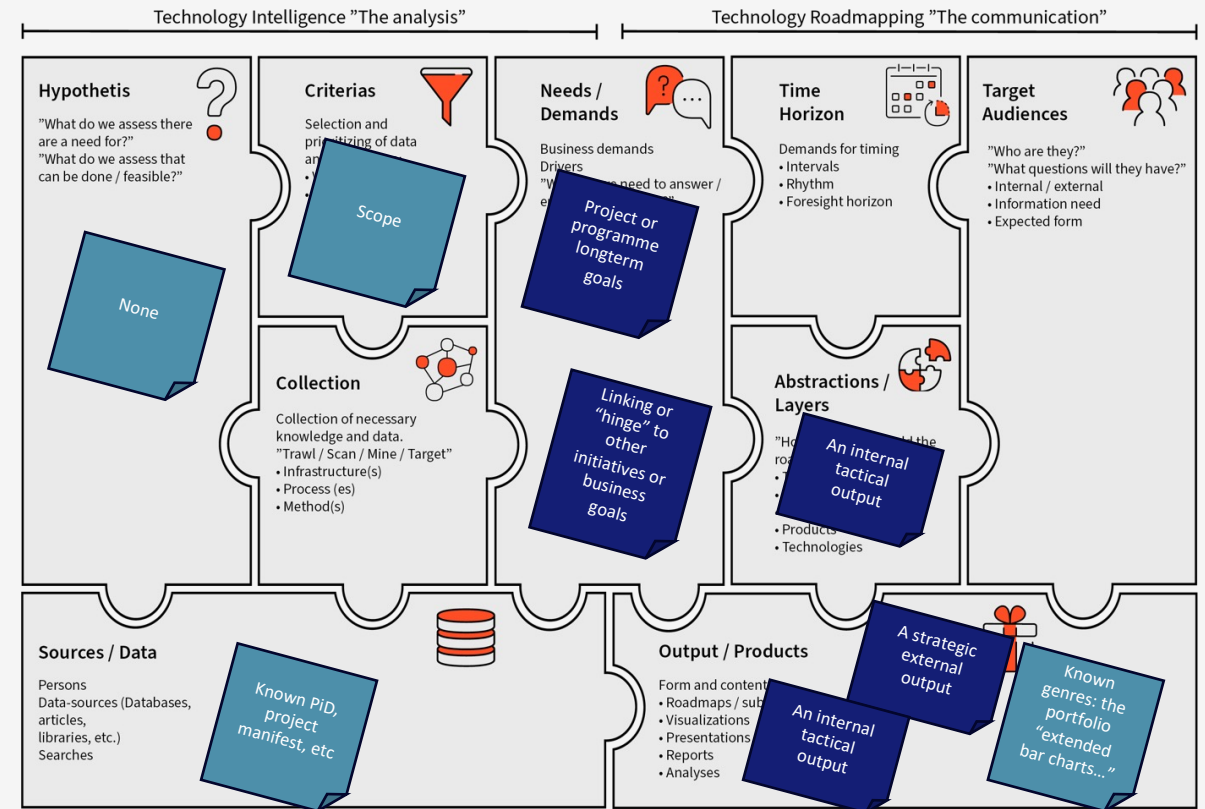 Technology Intelligence ”The analysis”
Technology Roadmapping ”The communication”
Hypothetis
”What do we assess there
are a need for?”
”What do we assess that
can be done / feasible?”
None
Criterias
Selection and
prioritizing of data
Scope
Needs /
Demands
Business demands
Drivers
need to answer /
Project or
programme
longterm
goals
Linking or
“hinge” to
other
initiatives or
business
goals
Time
Horizon
Demands for timing
• Intervals
• Rhythm
• Foresight horizon
Target
Audiences
”Who are they?”
”What questions will they have?”
• Internal / external
• Information need
• Expected form
Collection
Collection of necessary
knowledge and data.
”Trawl / Scan / Mine / Target”
• Infrastructure(s)
• Process (es)
• Method(s)
Abstractions /
Layers
the
An internal
tactical
output
• Products
• Technologies
Sources / Data
Persons
Data-sources (Databases,
articles,
libraries, etc.)
Searches
Known PiD,
project
manifest, etc
Output / Products
Form and content
• Roadmaps / sub
• Visualizations
• Presentations
• Reports
• Analyses
A strategic
external
output
An internal
tactical
output
Known
genres: the
portfolio
“extended
bar charts…”